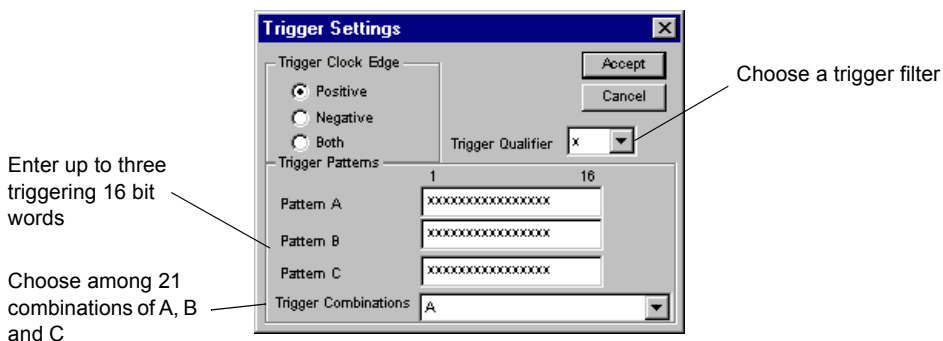 Trigger Settings
Trigger Clock Edge
Positive
Negative
Both
Accept
Cancel
Choose a trigger filter
Trigger Qualifier x
Trigger Patterns
1 16
Pattern A xxxxxxxxxxxxxxxx
Pattern B xxxxxxxxxxxxxxxx
Pattern C xxxxxxxxxxxxxxxx
Trigger Combinations A
Enter up to three
triggering 16 bit
words
Choose among 21
combinations of A, B
and C